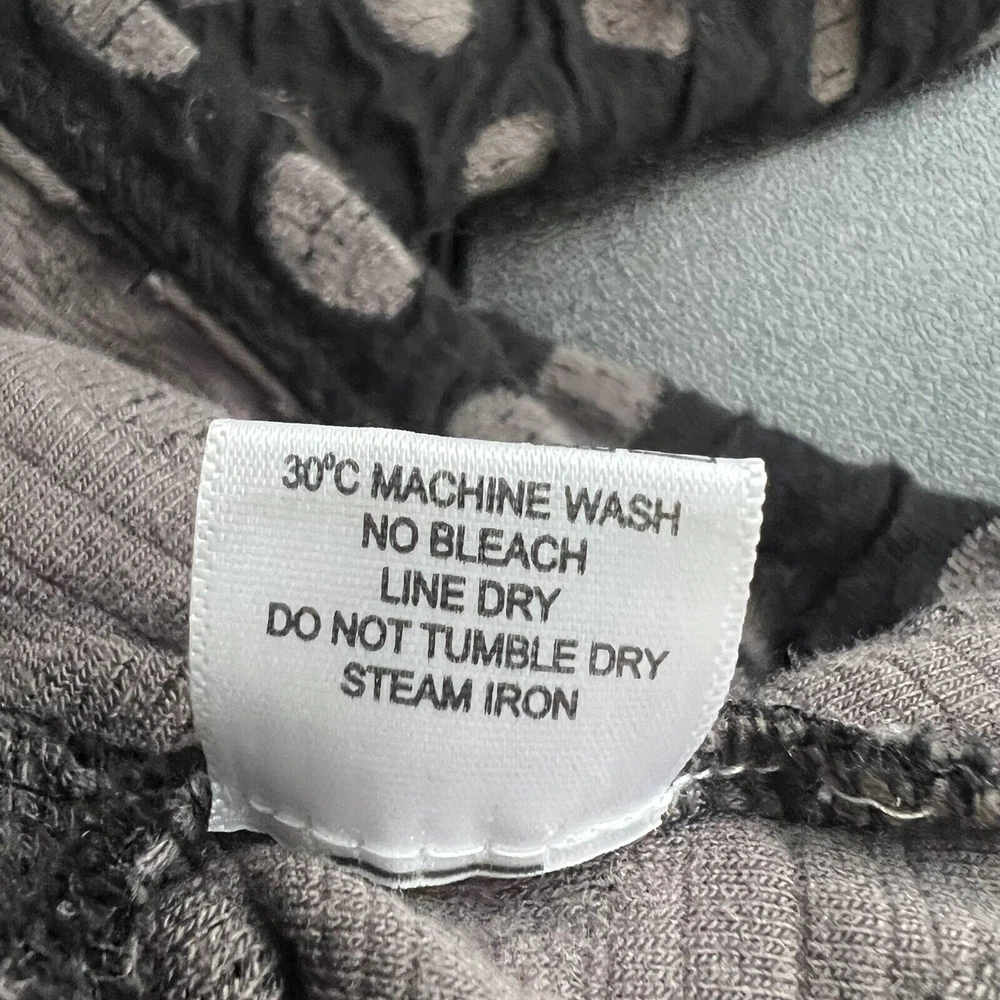 30°C MACHINE WASH
NO BLEACH
LINE DRY
DO NOT TUMBLE DRY
STEAM IRON